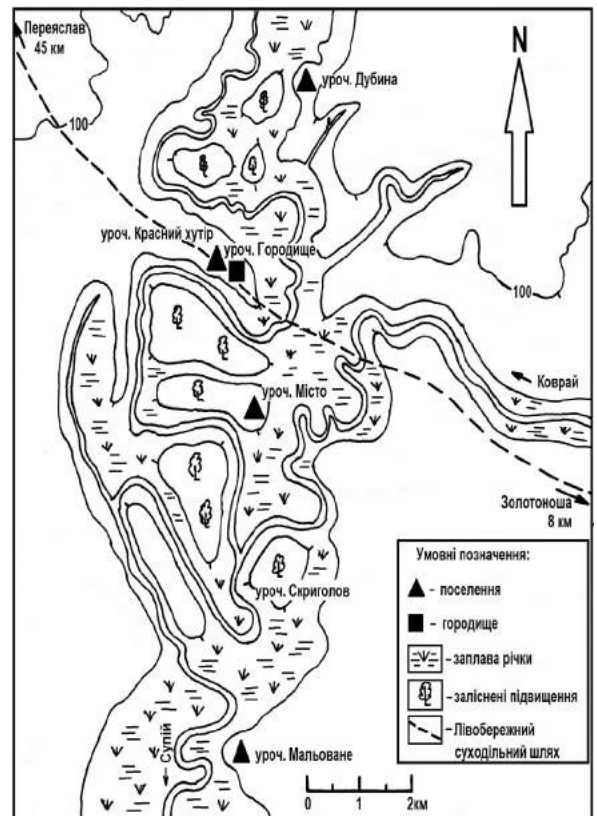 Переяслав
45 км
N
уроч. Дубина
100
уроч. Красний хутір
уроч. Городище
100
Коврай
уроч. Місто
Золотоноша
8 км
уроч. Скриголов
Супій
уроч. Мальоване
Умовні позначення:
– поселення
– городище
– заплава річки
– заліснені підвищення
– Лівобережний
суходільний шлях
0 1 2км